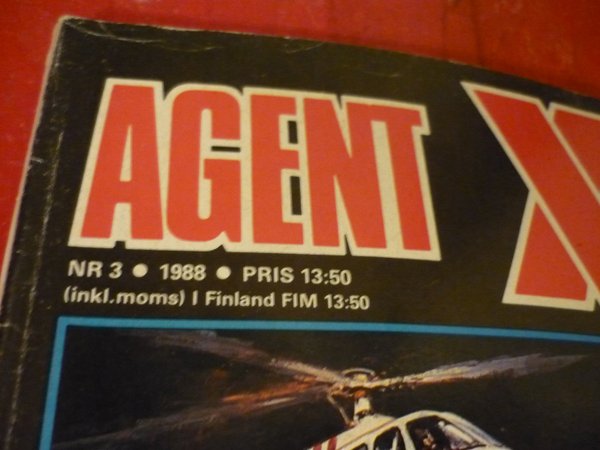 AGENT X
NR 3 • 1988 • PRIS 13:50
(inkl.moms) I Finland FIM 13:50